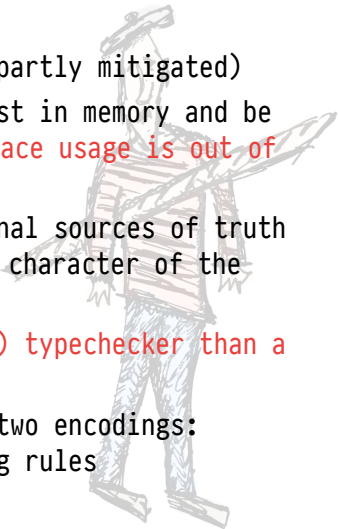 partly mitigated)
st in memory and be
ace usage is out of
nal sources of truth
character of the
) typechecker than a
two encodings:
g rules